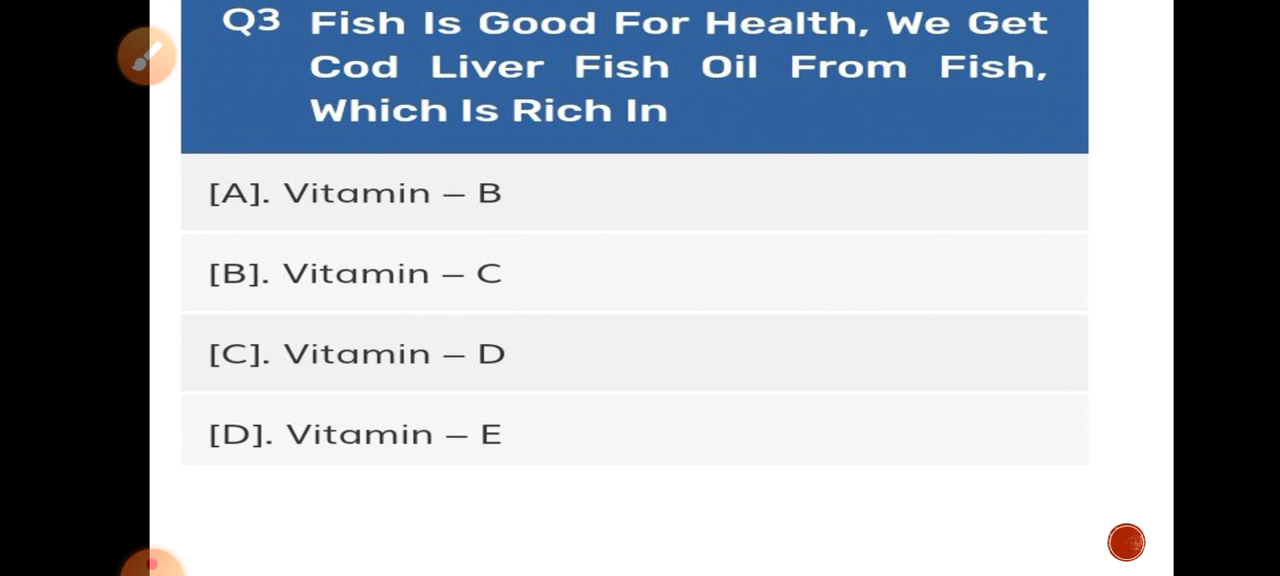 Q3 Fish Is Good For Health, We Get
Cod Liver Fish Oil From Fish,
Which Is Rich In
[A]. Vitamin – B
[B]. Vitamin – C
[C]. Vitamin – D
[D]. Vitamin – E